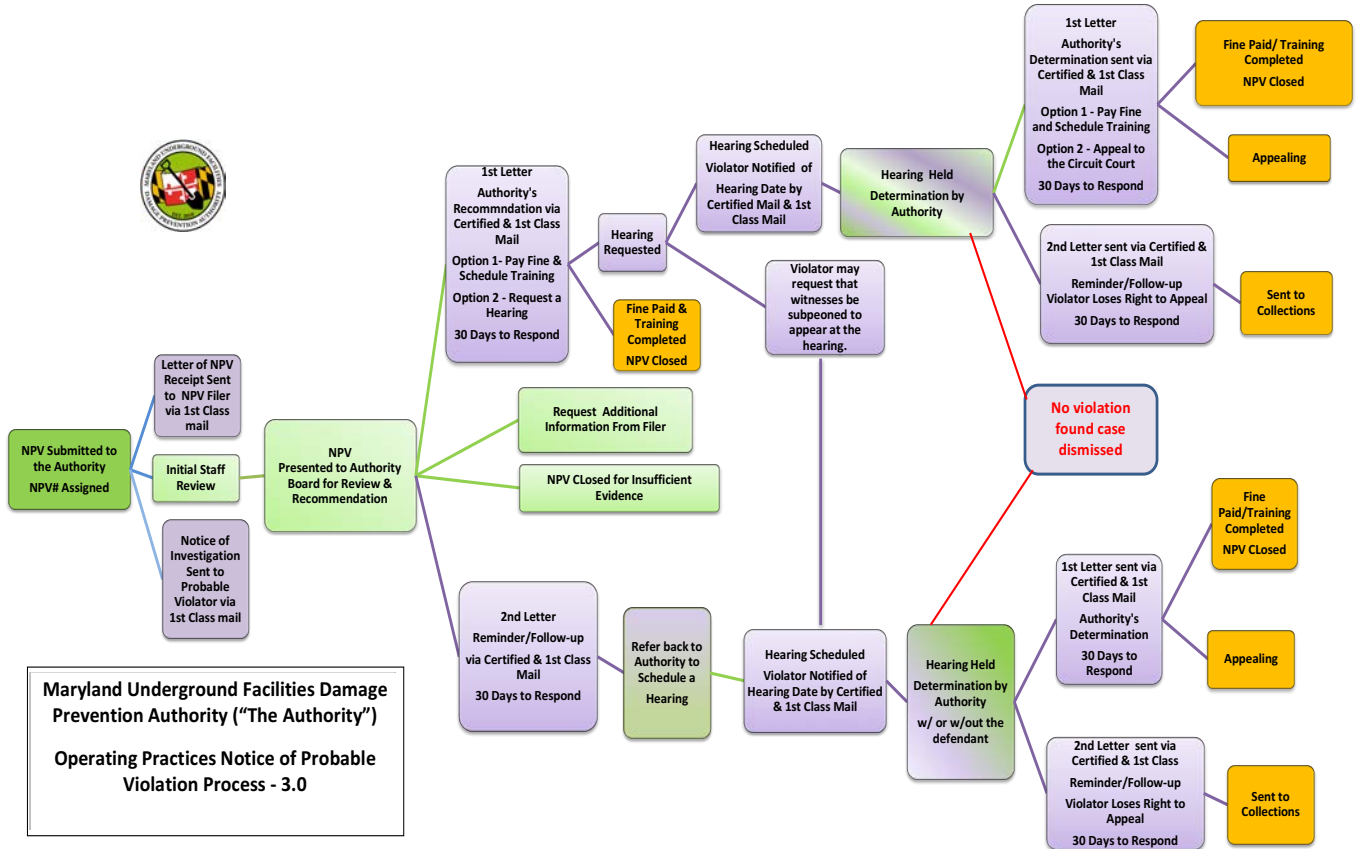 NPV Submitted to
the Authority
NPV# Assigned
Letter of NPV
Receipt Sent
to NPV Filer
via 1st Class
mail
Initial Staff
Review
Notice of
Investigation
Sent to
Probable
Violator via
1st Class mail
NPV
Presented to Authority
Board for Review &
Recommendation
1st Letter
Authority's
Recommndation via
Certified & 1st Class
Mail
Option 1- Pay Fine &
Schedule Training
Option 2 - Request a
Hearing
30 Days to Respond
Hearing
Requested
Fine Paid &
Training
Completed
NPV Closed
Hearing Scheduled
Violator Notified of
Hearing Date by
Certified Mail & 1st
Class Mail
Violator may
request that
witnesses be
subpeoned to
appear at the
hearing.
Hearing Held
Determination by
Authority
1st Letter
Authority's
Determination sent via
Certified & 1st Class
Mail
Option 1 - Pay Fine
and Schedule Training
Option 2 - Appeal to
the Circuit Court
30 Days to Respond
Fine Paid/ Training
Completed
NPV Closed
Appealing
2nd Letter sent via Certified &
1st Class Mail
Reminder/Follow-up
Violator Loses Right to Appeal
30 Days to Respond
Sent to
Collections
Request Additional
Information From Filer
NPV CLosed for Insufficient
Evidence
No violation
found case
dismissed
2nd Letter
Reminder/Follow-up
via Certified & 1st Class
Mail
30 Days to Respond
Refer back to
Authority to
Schedule a
Hearing
Hearing Scheduled
Violator Notified of
Hearing Date by Certified
& 1st Class Mail
Hearing Held
Determination by
Authority
w/ or w/out the
defendant
1st Letter sent via
Certified & 1st
Class Mail
Authority's
Determination
30 Days to
Respond
Fine
Paid/Training
Completed
NPV CLosed
Appealing
2nd Letter sent via
Certified & 1st Class
Reminder/Follow-up
Violator Loses Right to
Appeal
30 Days to Respond
Sent to
Collections
Maryland Underground Facilities Damage
Prevention Authority (“The Authority”)
Operating Practices Notice of Probable
Violation Process - 3.0
MARYLAND UNDERGROUND FACILITIES
DAMAGE PREVENTION AUTHORITY